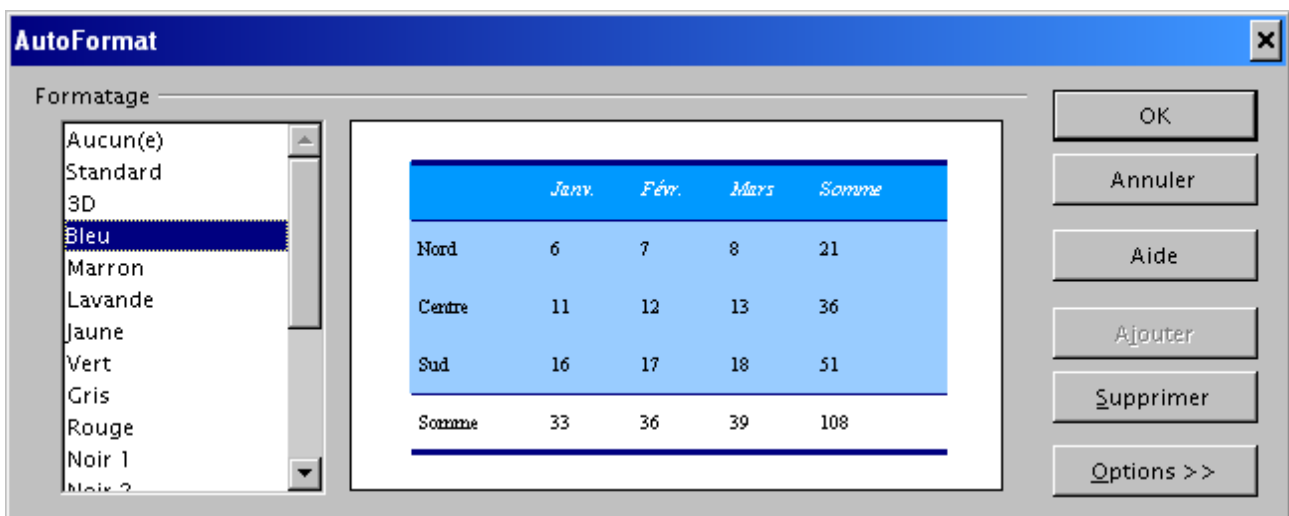 AutoFormat
Formatage
Aucun(e)
Standard
3D
Bleu
Marron
Lavande
Jaune
Vert
Gris
Rouge
Noir 1
Noir 2
Janv. Févr. Mars Somme
Nord 6 7 8 21
Centre 11 12 13 36
Sud 16 17 18 51
Somme 33 36 39 108
OK
Annuler
Aide
Ajouter
Supprimer
Options >>